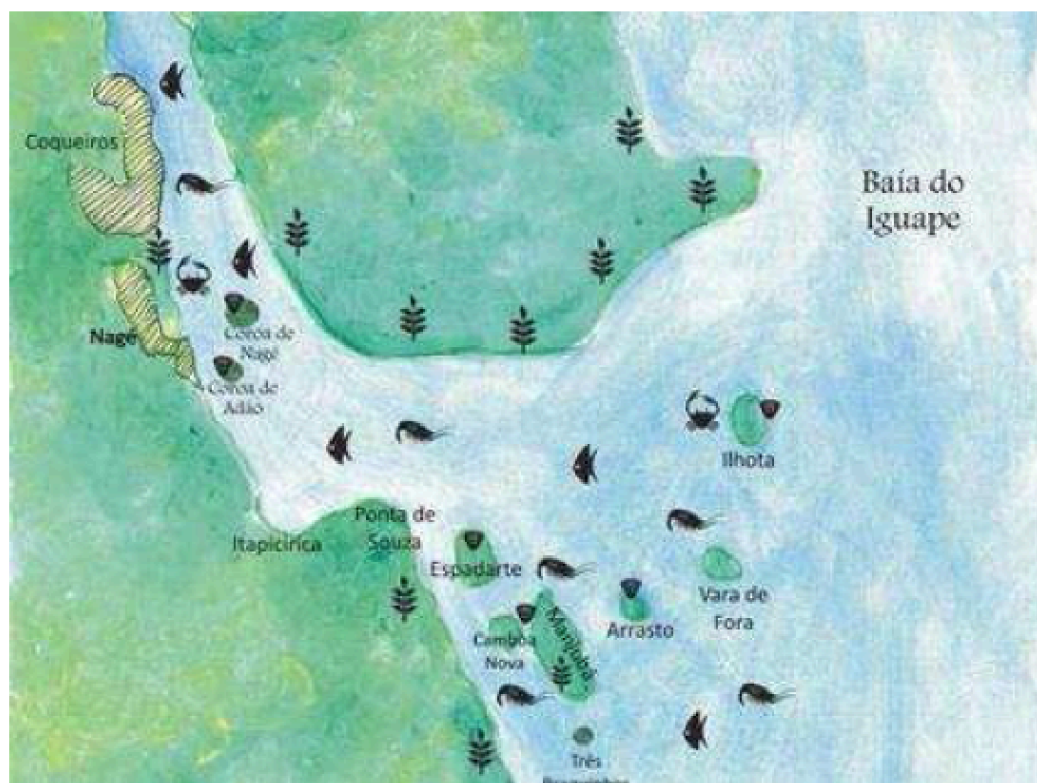 Coqueiros
Baía do
Iguape
Nagé
Coroa de
Nagé
Coroa de
Adão
Ilhota
Itapicirica
Ponta de
Souza
Espadarte
Camboa
Nova
Marijubá
Arrasto
Vara de
Fora
Três